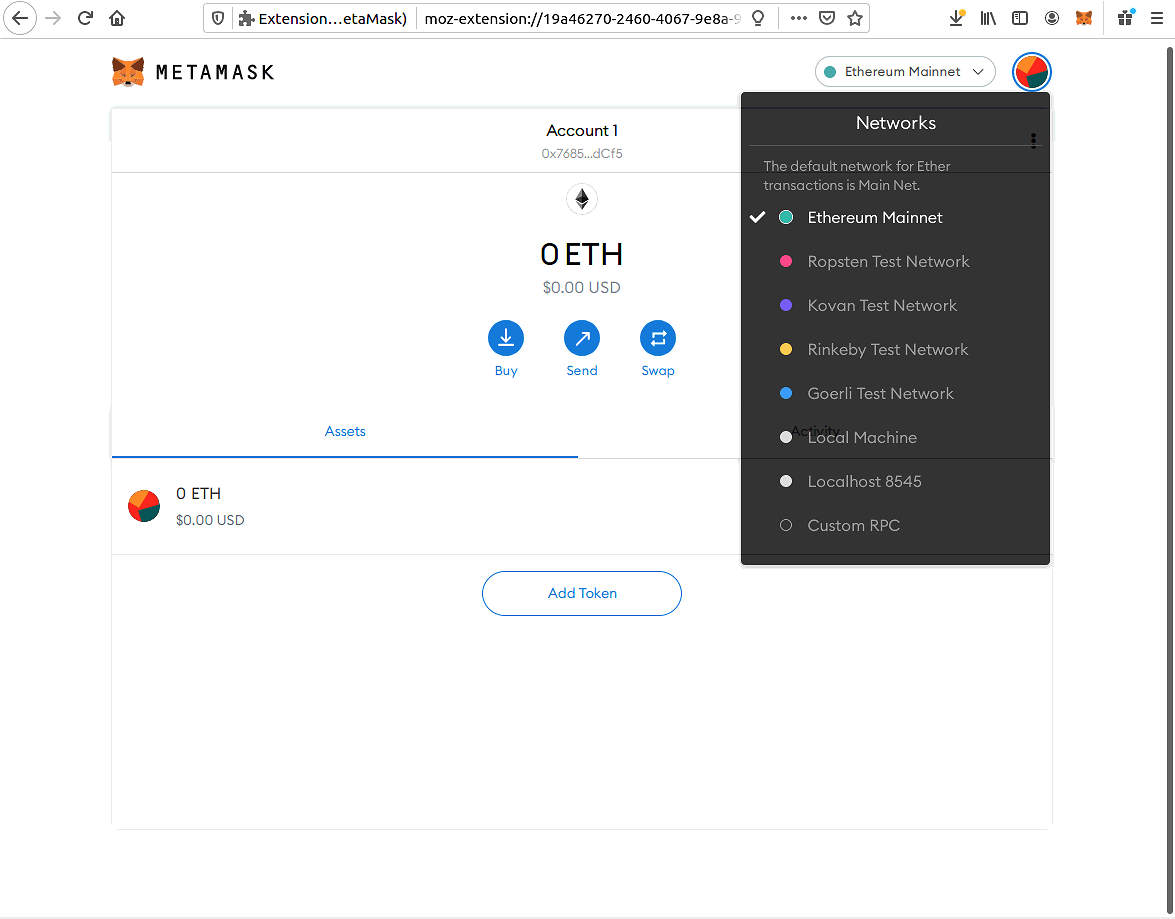 Extension…etaMask)
moz-extension://19a46270-2460-4067-9e8a-9
METAMASK
Ethereum Mainnet
Account 1
0x7685...dCf5
0 ETH
$0.00 USD
Buy
Send
Swap
Assets
Activity
0 ETH
$0.00 USD
Add Token
Networks
The default network for Ether
transactions is Main Net.
Ethereum Mainnet
Ropsten Test Network
Kovan Test Network
Rinkeby Test Network
Goerli Test Network
Local Machine
Localhost 8545
Custom RPC